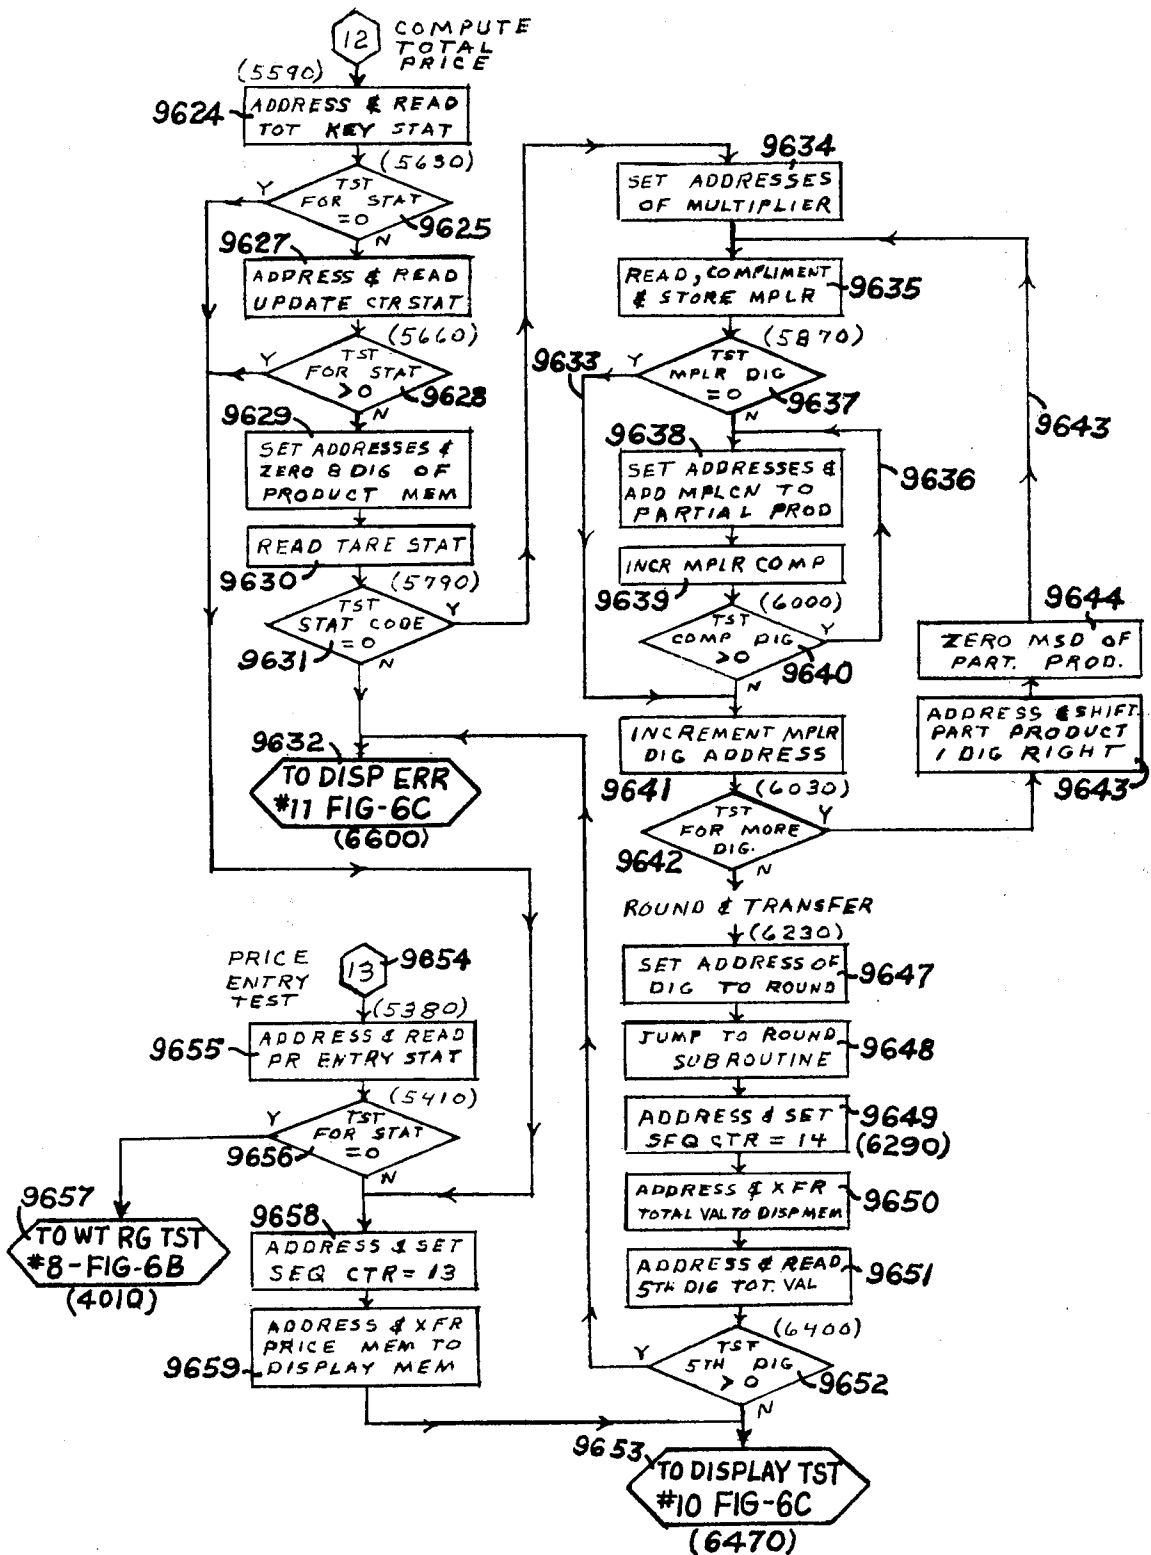 12
COMPUTE
TOTAL
PRICE
(5590)
9624
ADDRESS & READ
TOT KEY STAT
(5630)
Y
TST
FOR STAT
=0
9625
N
9627
ADDRESS & READ
UPDATE CTR STAT
(5660)
Y
TST
FOR STAT
>0
9628
N
9629
SET ADDRESSES &
ZERO 8 DIG OF
PRODUCT MEM
READ TARE STAT
9630
(5790)
TST
STAT CODE
=0
Y
9631
N
9632
TO DISP ERR
#11 FIG-6C
(6600)
9634
SET ADDRESSES
OF MULTIPLIER
READ, COMPLIMENT
& STORE MPLR
9635
(5870)
9633
Y
TST
MPLR DIG
=0
9637
N
9638
SET ADDRESSES &
ADD MPLCN TO
PARTIAL PROD
9636
9643
INCR MPLR COMP
9639
(6000)
TST
COMP DIG
>0
Y
9640
N
9644
ZERO MSD OF
PART. PROD.
ADDRESS & SHIFT
PART PRODUCT
1 DIG RIGHT
9643
INCREMENT MPLR
DIG ADDRESS
9641
(6030)
TST
FOR MORE
DIG.
Y
9642
N
ROUND & TRANSFER
(6230)
SET ADDRESS OF
DIG TO ROUND
9647
JUMP TO ROUND
SUBROUTINE
9648
ADDRESS & SET
SEQ CTR = 14
9649
(6290)
ADDRESS & XFR
TOTAL VAL TO DISP MEM
9650
ADDRESS & READ
5TH DIG TOT. VAL
9651
(6400)
Y
TST
5TH DIG
>0
9652
N
PRICE
ENTRY
TEST
13
9854
(5380)
9655
ADDRESS & READ
PR ENTRY STAT
(5410)
Y
TST
FOR STAT
=0
9656
N
9657
TO WT RG TST
#8-FIG-6B
(4010)
9658
ADDRESS & SET
SEQ CTR = 13
ADDRESS & XFR
PRICE MEM TO
DISPLAY MEM
9659
9653
TO DISPLAY TST
#10 FIG-6C
(6470)